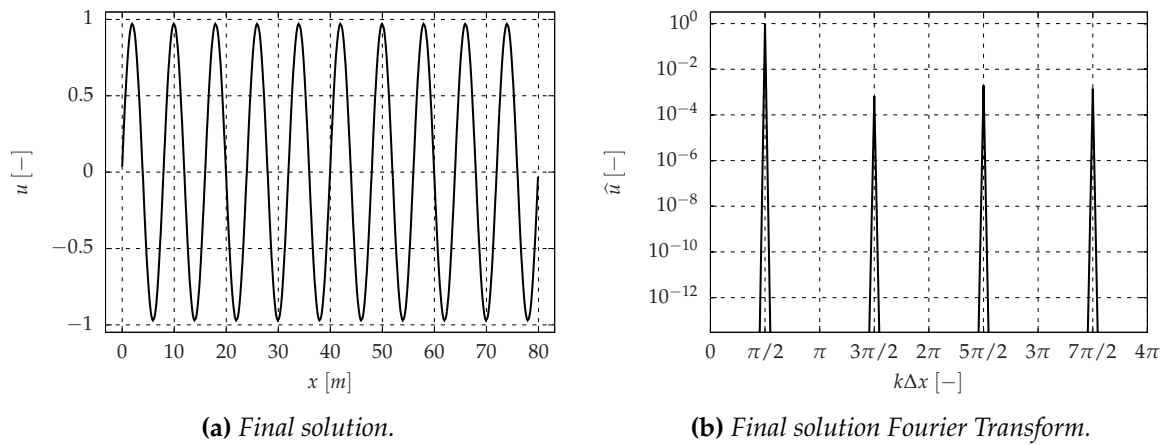 1
0.5
0
−0.5
−1
u [−]
0 10 20 30 40 50 60 70 80
x [m]
(a) Final solution.
10⁰
10⁻²
10⁻⁴
10⁻⁶
10⁻⁸
10⁻¹⁰
10⁻¹²
û [−]
0 π/2 π 3π/2 2π 5π/2 3π 7π/2 4π
kΔx [−]
(b) Final solution Fourier Transform.